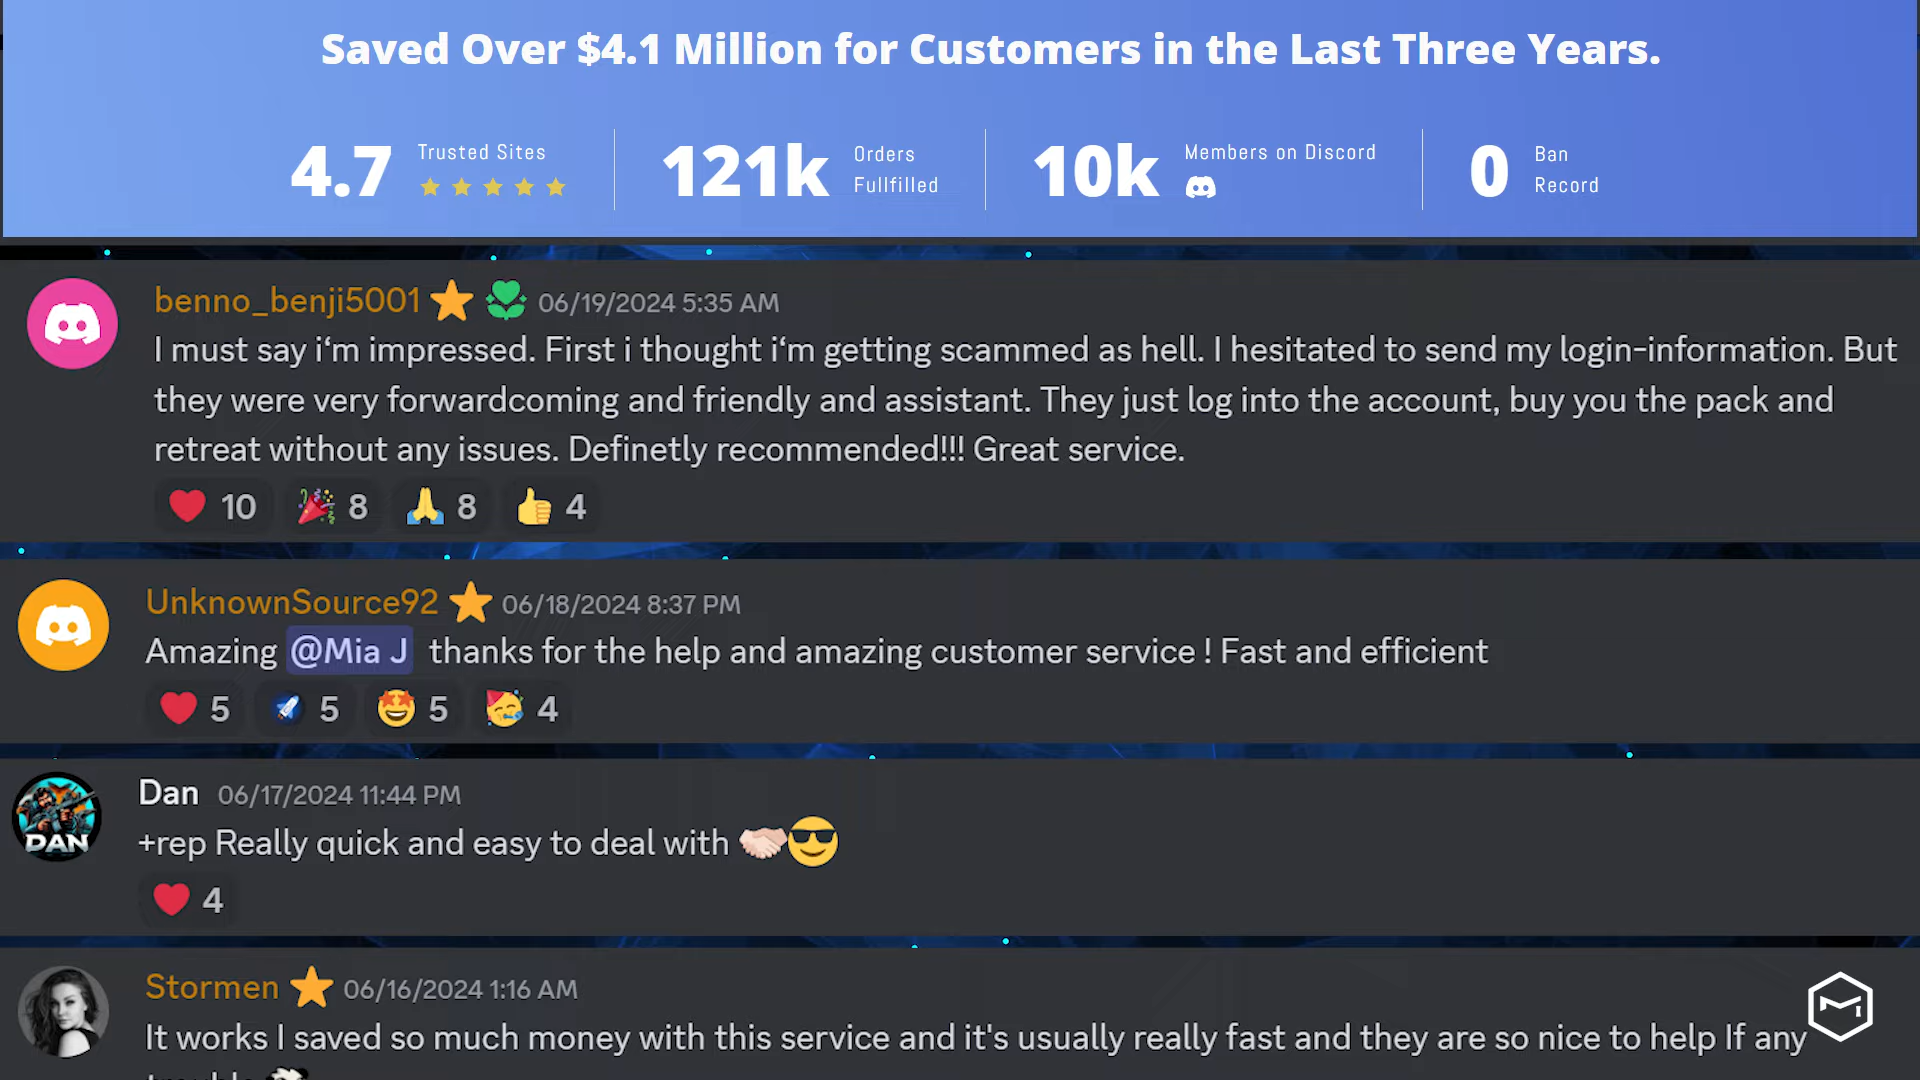 Saved Over $4.1 Million for Customers in the Last Three Years.
4.7 Trusted Sites
121k Orders Fullfilled
10k Members on Discord
0 Ban Record
benno_benji5001 06/19/2024 5:35 AM
I must say i‘m impressed. First i thought i‘m getting scammed as hell. I hesitated to send my login-information. But
they were very forwardcoming and friendly and assistant. They just log into the account, buy you the pack and
retreat without any issues. Definetly recommended!!! Great service.
10 8 8 4
UnknownSource92 06/18/2024 8:37 PM
Amazing @Mia J thanks for the help and amazing customer service ! Fast and efficient
5 5 5 4
Dan 06/17/2024 11:44 PM
DAN
+rep Really quick and easy to deal with
4
Stormen 06/16/2024 1:16 AM
It works I saved so much money with this service and it's usually really fast and they are so nice to help If any